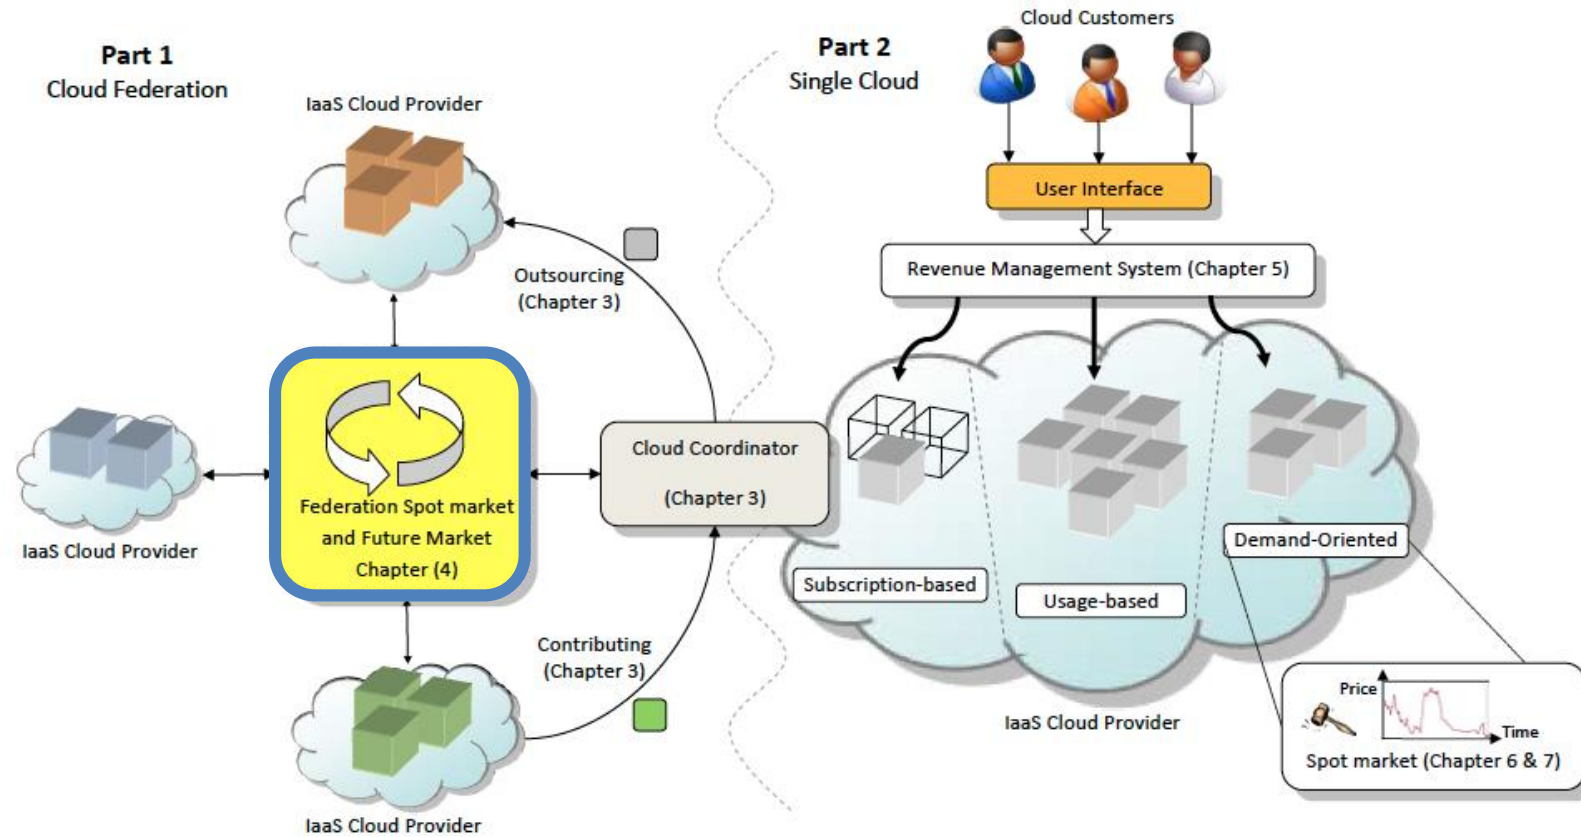 Part 1
Cloud Federation
IaaS Cloud Provider
Outsourcing
(Chapter 3)
Federation Spot market
and Future Market
Chapter (4)
IaaS Cloud Provider
Cloud Coordinator
(Chapter 3)
Contributing
(Chapter 3)
IaaS Cloud Provider
Part 2
Single Cloud
Cloud Customers
User Interface
Revenue Management System (Chapter 5)
Subscription-based
Usage-based
Demand-Oriented
IaaS Cloud Provider
Price
Time
Spot market (Chapter 6 & 7)